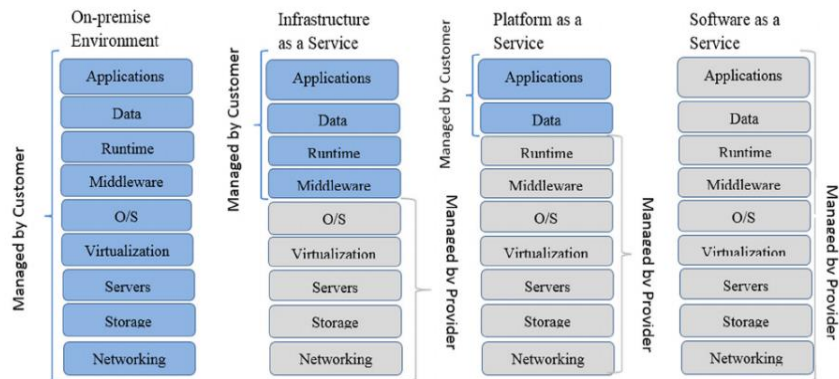 On-premise
Environment
Managed by Customer
Applications
Data
Runtime
Middleware
O/S
Virtualization
Servers
Storage
Networking
Infrastructure
as a Service
Managed by Customer
Applications
Data
Runtime
Middleware
O/S
Virtualization
Servers
Storage
Networking
Managed by Provider
Platform as a
Service
Managed by Customer
Applications
Data
Runtime
Middleware
O/S
Virtualization
Servers
Storage
Networking
Managed by Provider
Software as a
Service
Applications
Data
Runtime
Middleware
O/S
Virtualization
Servers
Storage
Networking
Managed by Provider